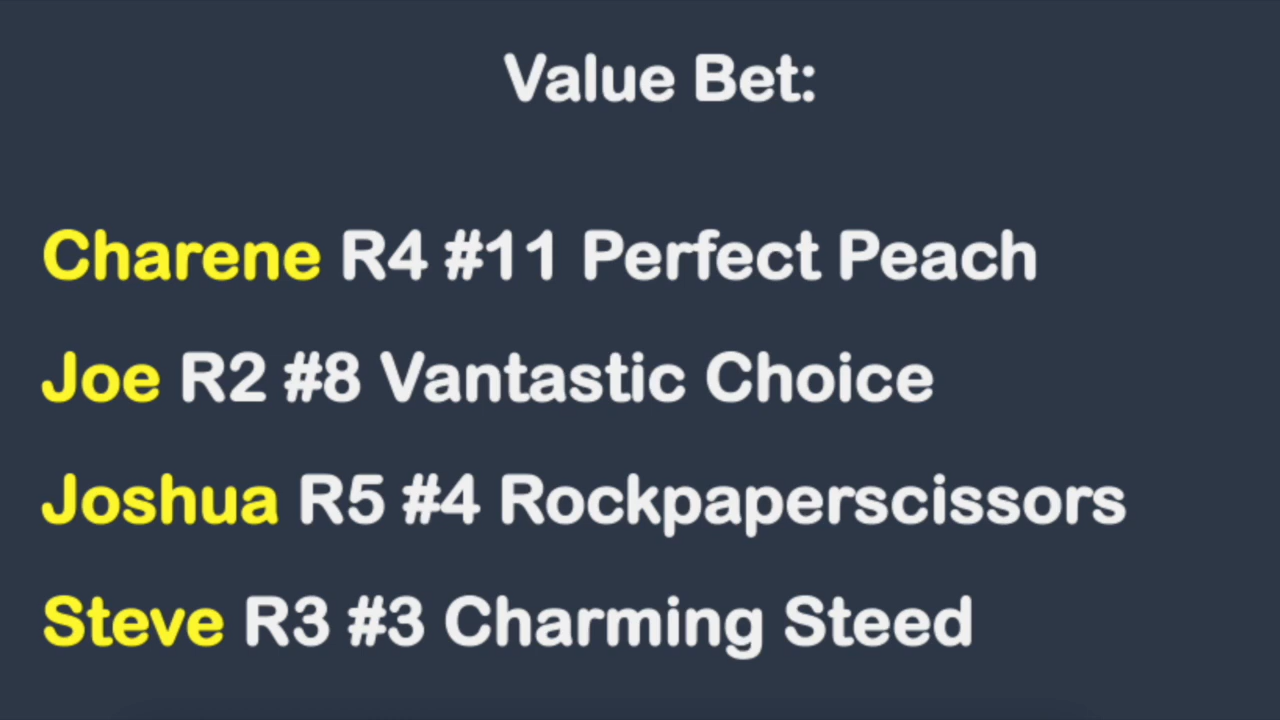 Value Bet:
Charene R4 #11 Perfect Peach
Joe R2 #8 Vantastic Choice
Joshua R5 #4 Rockpaperscissors
Steve R3 #3 Charming Steed